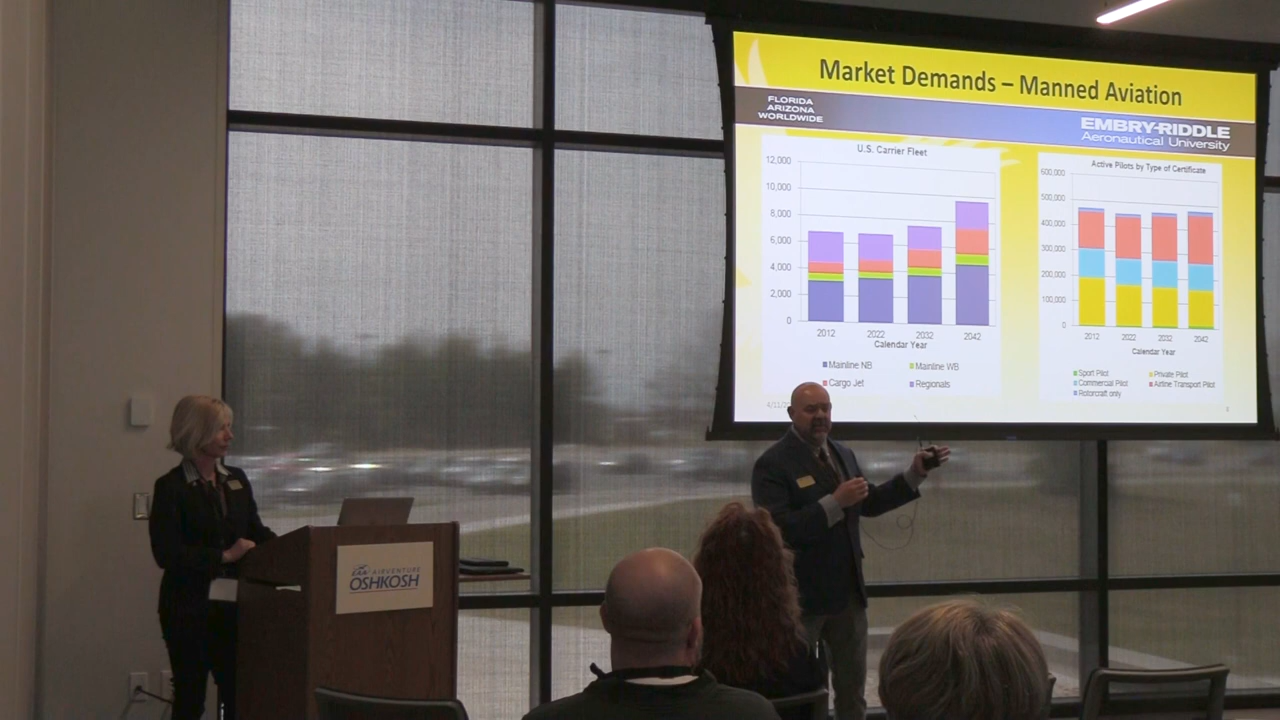 Market Demands – Manned Aviation
FLORIDA
ARIZONA
WORLDWIDE
EMBRY-RIDDLE
Aeronautical University
U.S. Carrier Fleet
12,000
10,000
8,000
6,000
4,000
2,000
0
2012 2022 2032 2042
Calendar Year
Mainline NB Mainline WB
Cargo Jet Regionals
Active Pilots by Type of Certificate
600,000
500,000
400,000
300,000
200,000
100,000
0
2012 2022 2032 2042
Calendar Year
Sport Pilot Private Pilot
Commercial Pilot Airline Transport Pilot
Rotorcraft only
EAA AIRVENTURE
OSHKOSH